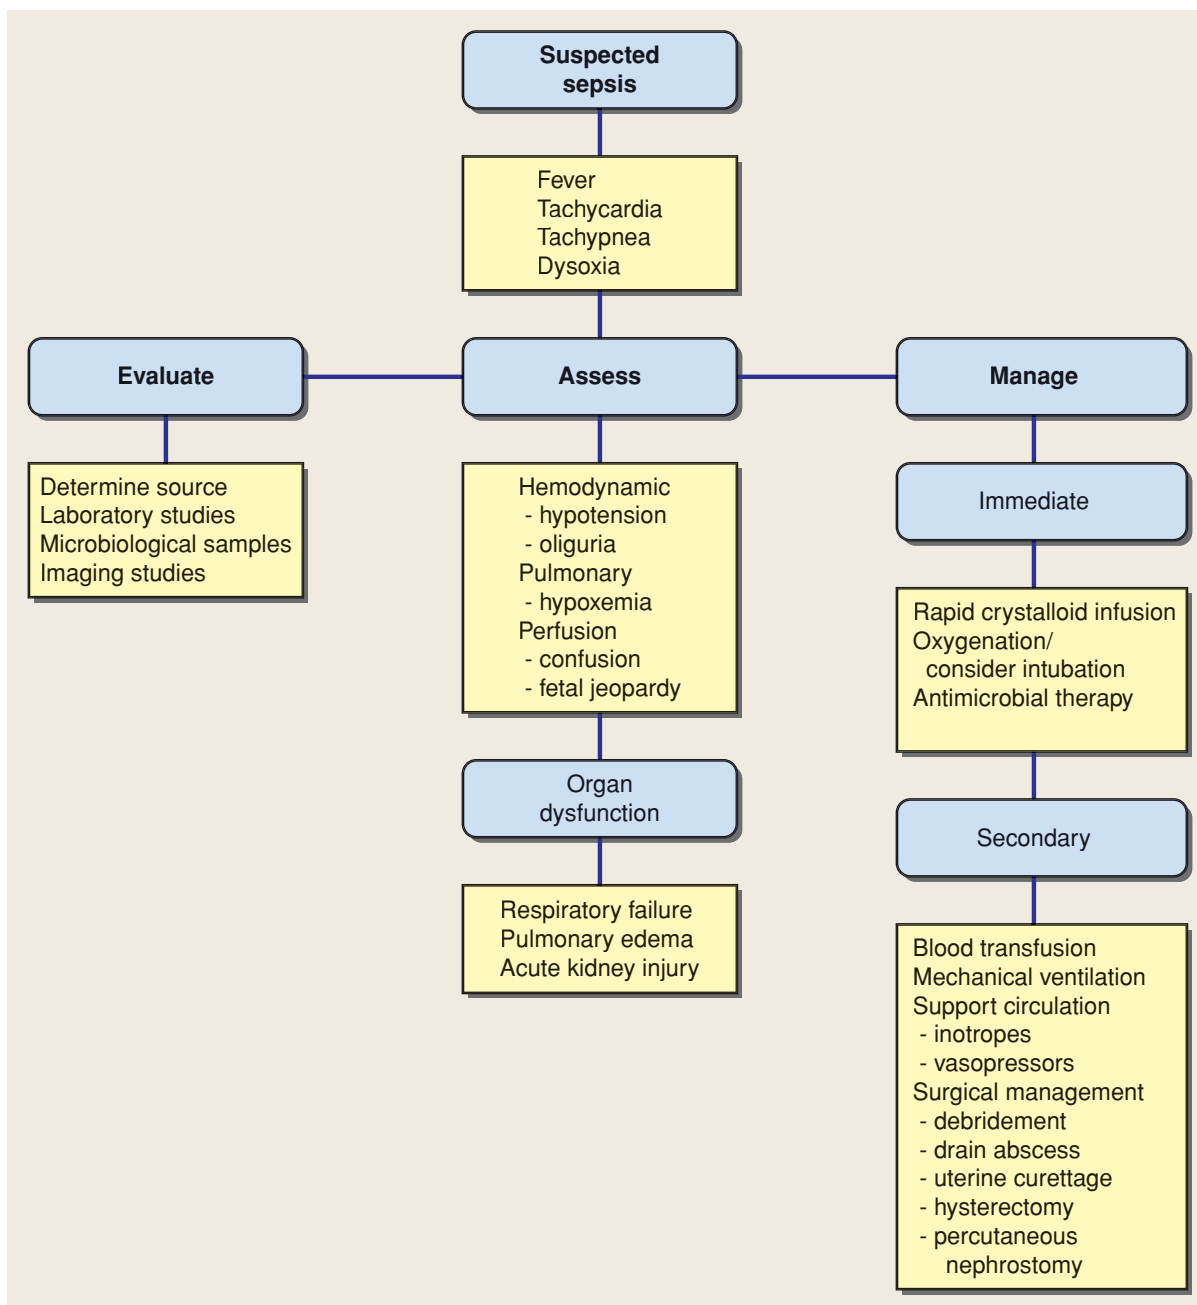 Suspected
sepsis
Fever
Tachycardia
Tachypnea
Dysoxia
Evaluate
Assess
Manage
Determine source
Laboratory studies
Microbiological samples
Imaging studies
Hemodynamic
- hypotension
- oliguria
Pulmonary
- hypoxemia
Perfusion
- confusion
- fetal jeopardy
Organ
dysfunction
Respiratory failure
Pulmonary edema
Acute kidney injury
Immediate
Rapid crystalloid infusion
Oxygenation/
consider intubation
Antimicrobial therapy
Secondary
Blood transfusion
Mechanical ventilation
Support circulation
- inotropes
- vasopressors
Surgical management
- debridement
- drain abscess
- uterine curettage
- hysterectomy
- percutaneous
nephrostomy